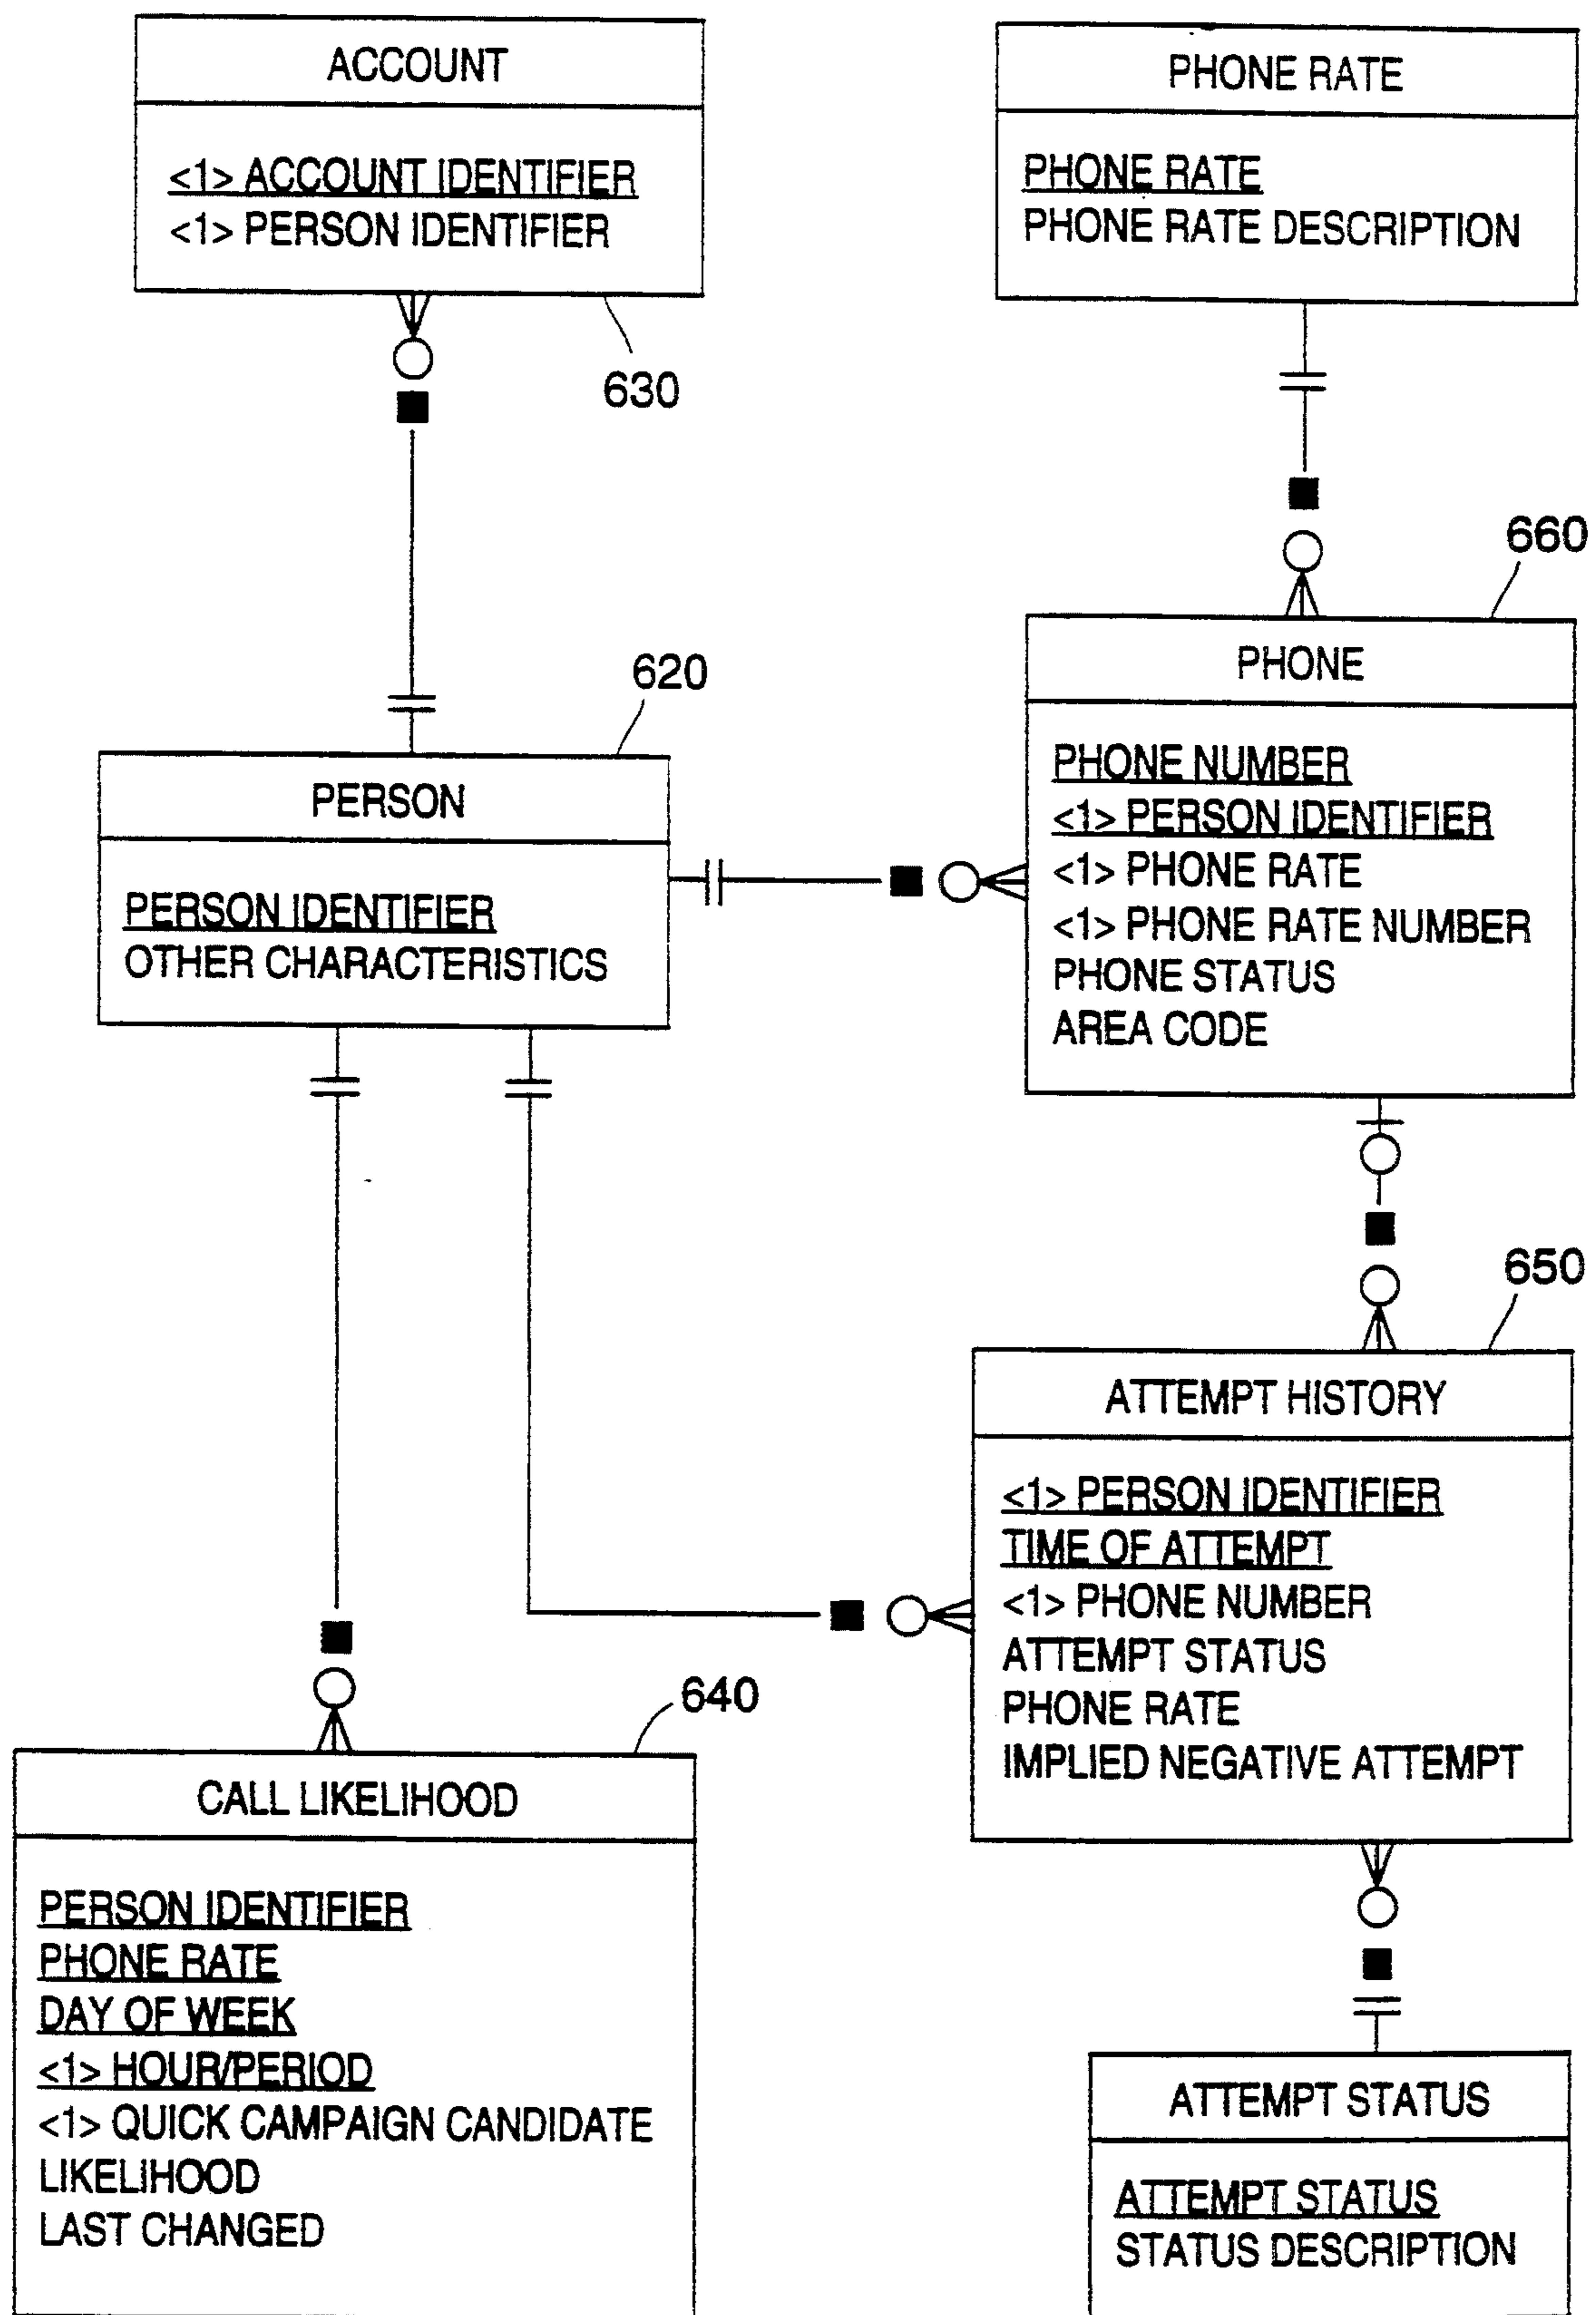 ACCOUNT
<1> ACCOUNT IDENTIFIER
<1> PERSON IDENTIFIER
630
PHONE RATE
PHONE RATE
PHONE RATE DESCRIPTION
660
PHONE
PHONE NUMBER
<1> PERSON IDENTIFIER
<1> PHONE RATE
<1> PHONE RATE NUMBER
PHONE STATUS
AREA CODE
620
PERSON
PERSON IDENTIFIER
OTHER CHARACTERISTICS
650
ATTEMPT HISTORY
<1> PERSON IDENTIFIER
TIME OF ATTEMPT
<1> PHONE NUMBER
ATTEMPT STATUS
PHONE RATE
IMPLIED NEGATIVE ATTEMPT
640
CALL LIKELIHOOD
PERSON IDENTIFIER
PHONE RATE
DAY OF WEEK
<1> HOUR/PERIOD
<1> QUICK CAMPAIGN CANDIDATE
LIKELIHOOD
LAST CHANGED
ATTEMPT STATUS
ATTEMPT STATUS
STATUS DESCRIPTION